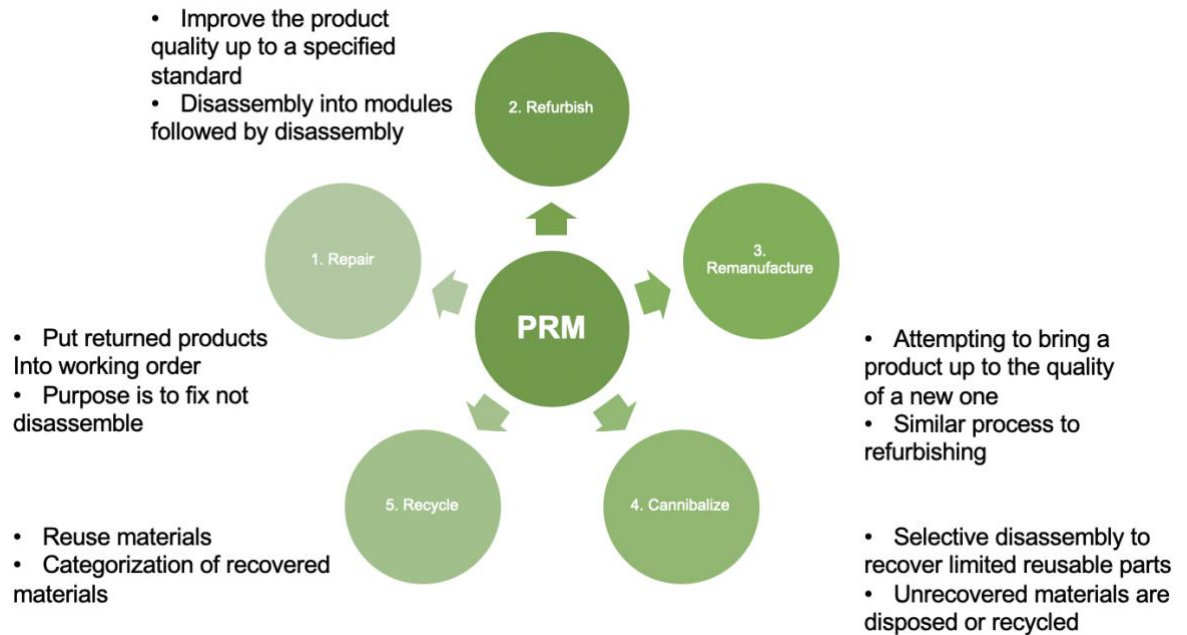 • Improve the product
quality up to a specified
standard
• Disassembly into modules
followed by disassembly
2. Refurbish
1. Repair
3.
Remanufacture
PRM
• Put returned products
Into working order
• Purpose is to fix not
disassemble
• Attempting to bring a
product up to the quality
of a new one
• Similar process to
refurbishing
5. Recycle
4. Cannibalize
• Reuse materials
• Categorization of recovered
materials
• Selective disassembly to
recover limited reusable parts
• Unrecovered materials are
disposed or recycled